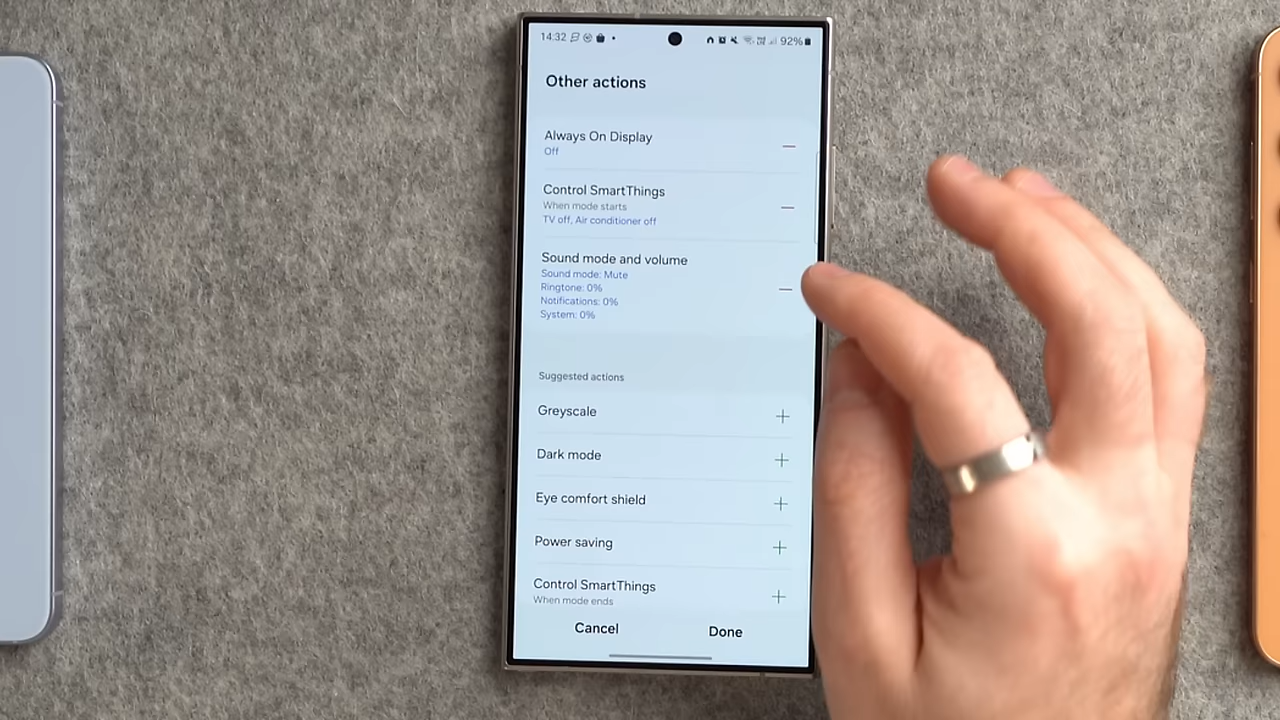 14:32
92%
Other actions
Always On Display
Off
Control SmartThings
When mode starts
TV off, Air conditioner off
Sound mode and volume
Sound mode: Mute
Ringtone: 0%
Notifications: 0%
System: 0%
Suggested actions
Greyscale
Dark mode
Eye comfort shield
Power saving
Control SmartThings
When mode ends
Cancel
Done